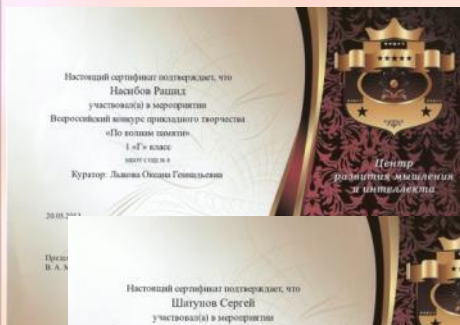 Настоящий сертификат подтверждает, что
Насибов Рашид
участвовал(а) в мероприятии
Всероссийский конкурс прикладного творчества
«По волнам памяти»
1 «Г» класс
Куратор: Лыкова Оксана Геннадьевна
Центр
развития мышления
и интеллекта
В. А.
Настоящий сертификат подтверждает, что
Шатунов Сергей
участвовал(а) в мероприятии